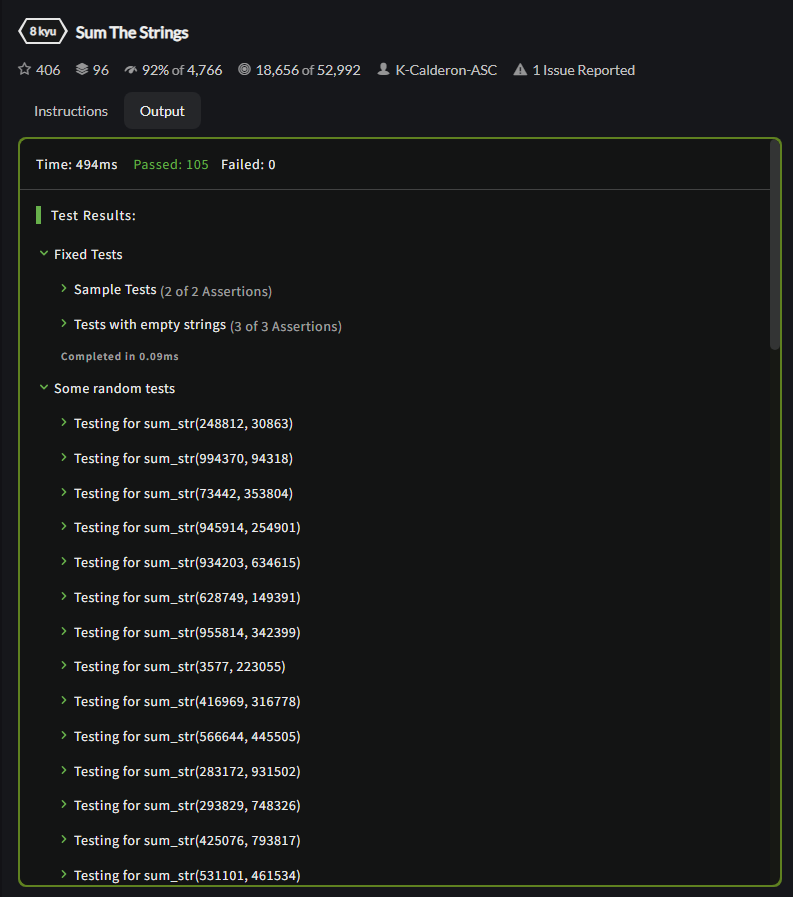 8 kyu Sum The Strings
406 96 92% of 4,766 18,656 of 52,992 K-Calderon-ASC 1 Issue Reported
Instructions Output
Time: 494ms Passed: 105 Failed: 0
Test Results:
Fixed Tests
Sample Tests (2 of 2 Assertions)
Tests with empty strings (3 of 3 Assertions)
Completed in 0.09ms
Some random tests
Testing for sum_str(248812, 30863)
Testing for sum_str(994370, 94318)
Testing for sum_str(73442, 353804)
Testing for sum_str(945914, 254901)
Testing for sum_str(934203, 634615)
Testing for sum_str(628749, 149391)
Testing for sum_str(955814, 342399)
Testing for sum_str(3577, 223055)
Testing for sum_str(416969, 316778)
Testing for sum_str(566644, 445505)
Testing for sum_str(283172, 931502)
Testing for sum_str(293829, 748326)
Testing for sum_str(425076, 793817)
Testing for sum_str(531101, 461534)